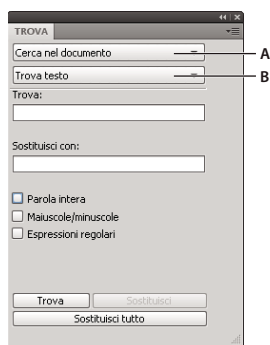 TROVA
Cerca nel documento A
Trova testo B
Trova:
Sostituisci con:
Parola intera
Maiuscole/minuscole
Espressioni regolari
Trova Sostituisci
Sostituisci tutto